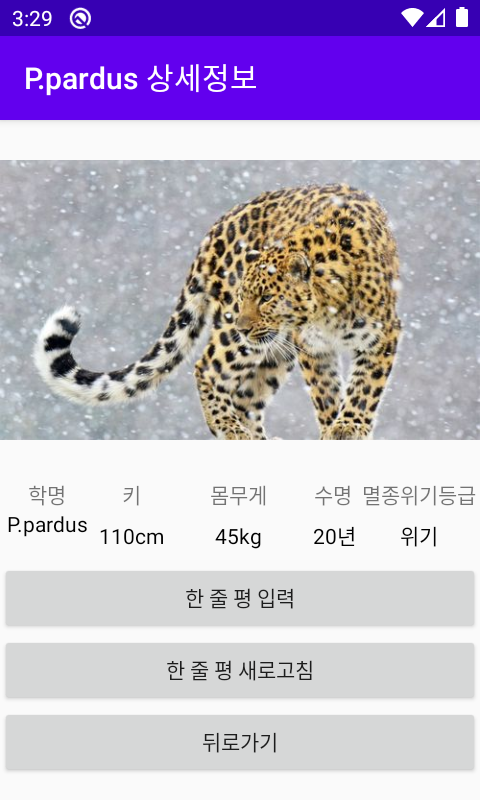 3:29
P.pardus 상세정보
학명 키 몸무게 수명 멸종위기등급
P.pardus 110cm 45kg 20년 위기
한 줄 평 입력
한 줄 평 새로고침
뒤로가기